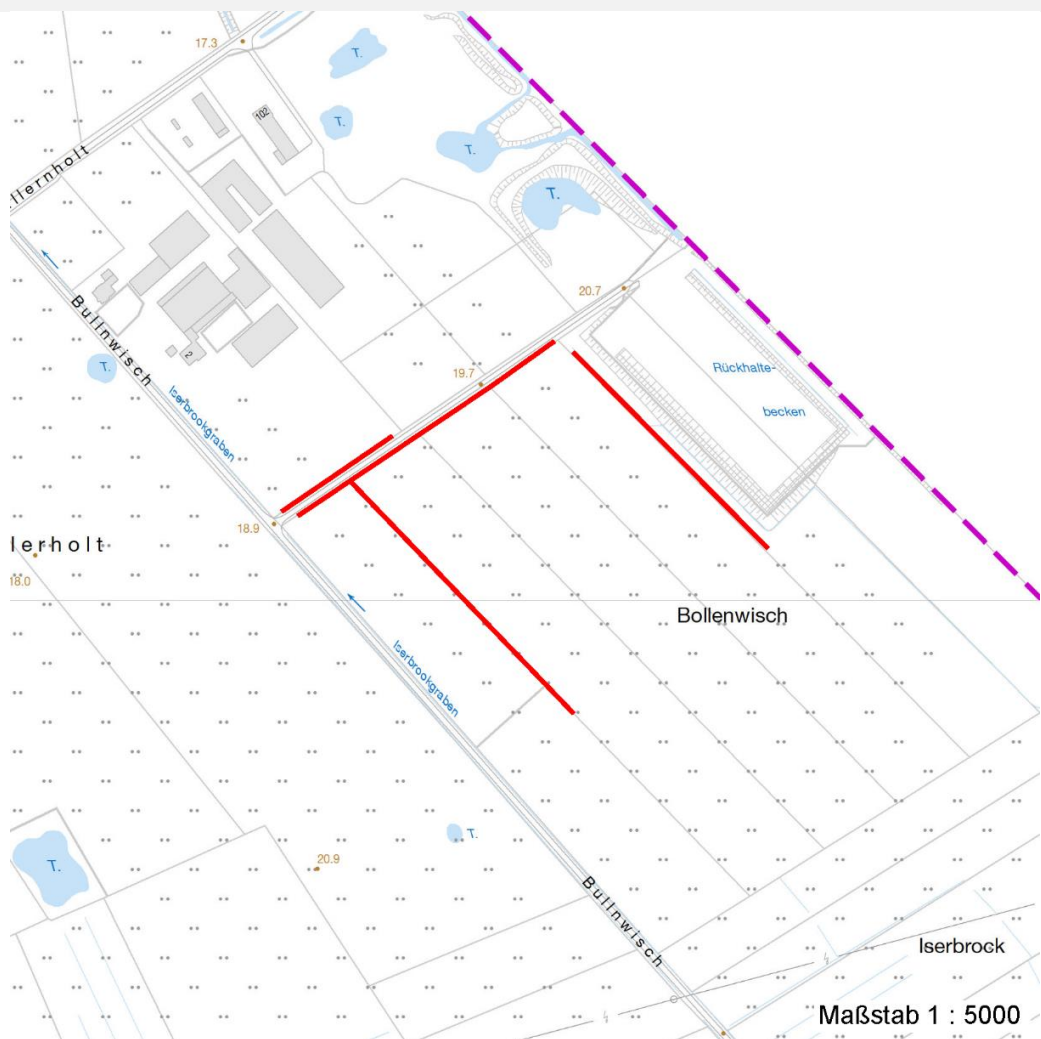 17.3
T.
102
T.
T.
llernholt
T.
20.7
Bullnwisch
2
T.
Rückhalte-
becken
19.7
Iserbrookgraben
18.9
lerholt
18.0
Bollenwisch
Iserbrookgraben
T.
20.9
T.
Bullnwisch
Iserbrock
Maßstab 1 : 5000